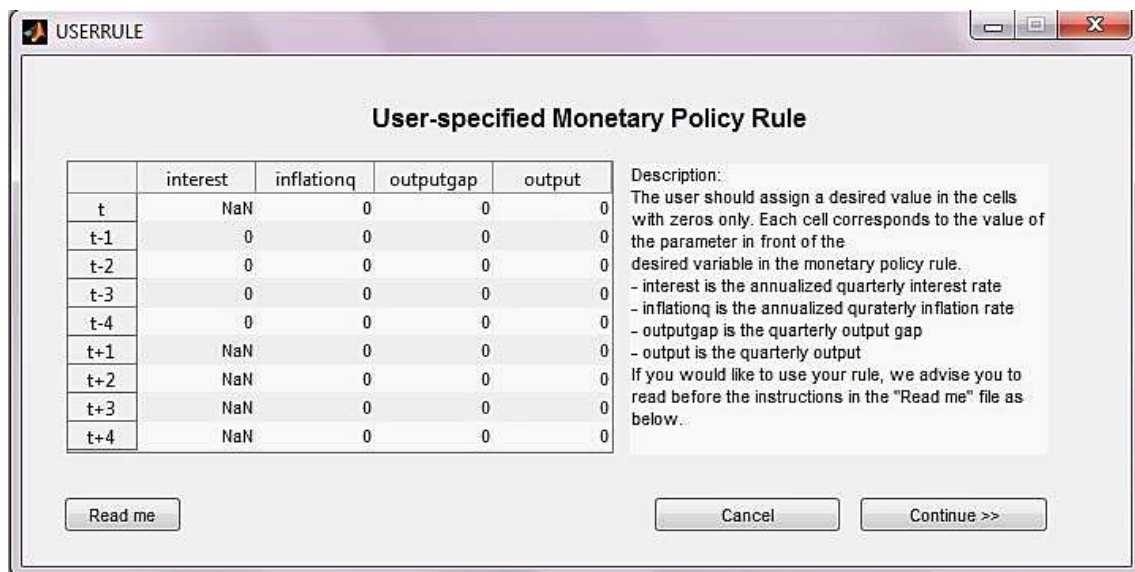 USERRULE
User-specified Monetary Policy Rule
interest inflationq outputgap output
t NaN 0 0 0
t-1 0 0 0 0
t-2 0 0 0 0
t-3 0 0 0 0
t-4 0 0 0 0
t+1 NaN 0 0 0
t+2 NaN 0 0 0
t+3 NaN 0 0 0
t+4 NaN 0 0 0
Description:
The user should assign a desired value in the cells
with zeros only. Each cell corresponds to the value of
the parameter in front of the
desired variable in the monetary policy rule.
- interest is the annualized quarterly interest rate
- inflationq is the annualized quraterly inflation rate
- outputgap is the quarterly output gap
- output is the quarterly output
If you would like to use your rule, we advise you to
read before the instructions in the "Read me" file as
below.
Read me
Cancel
Continue >>